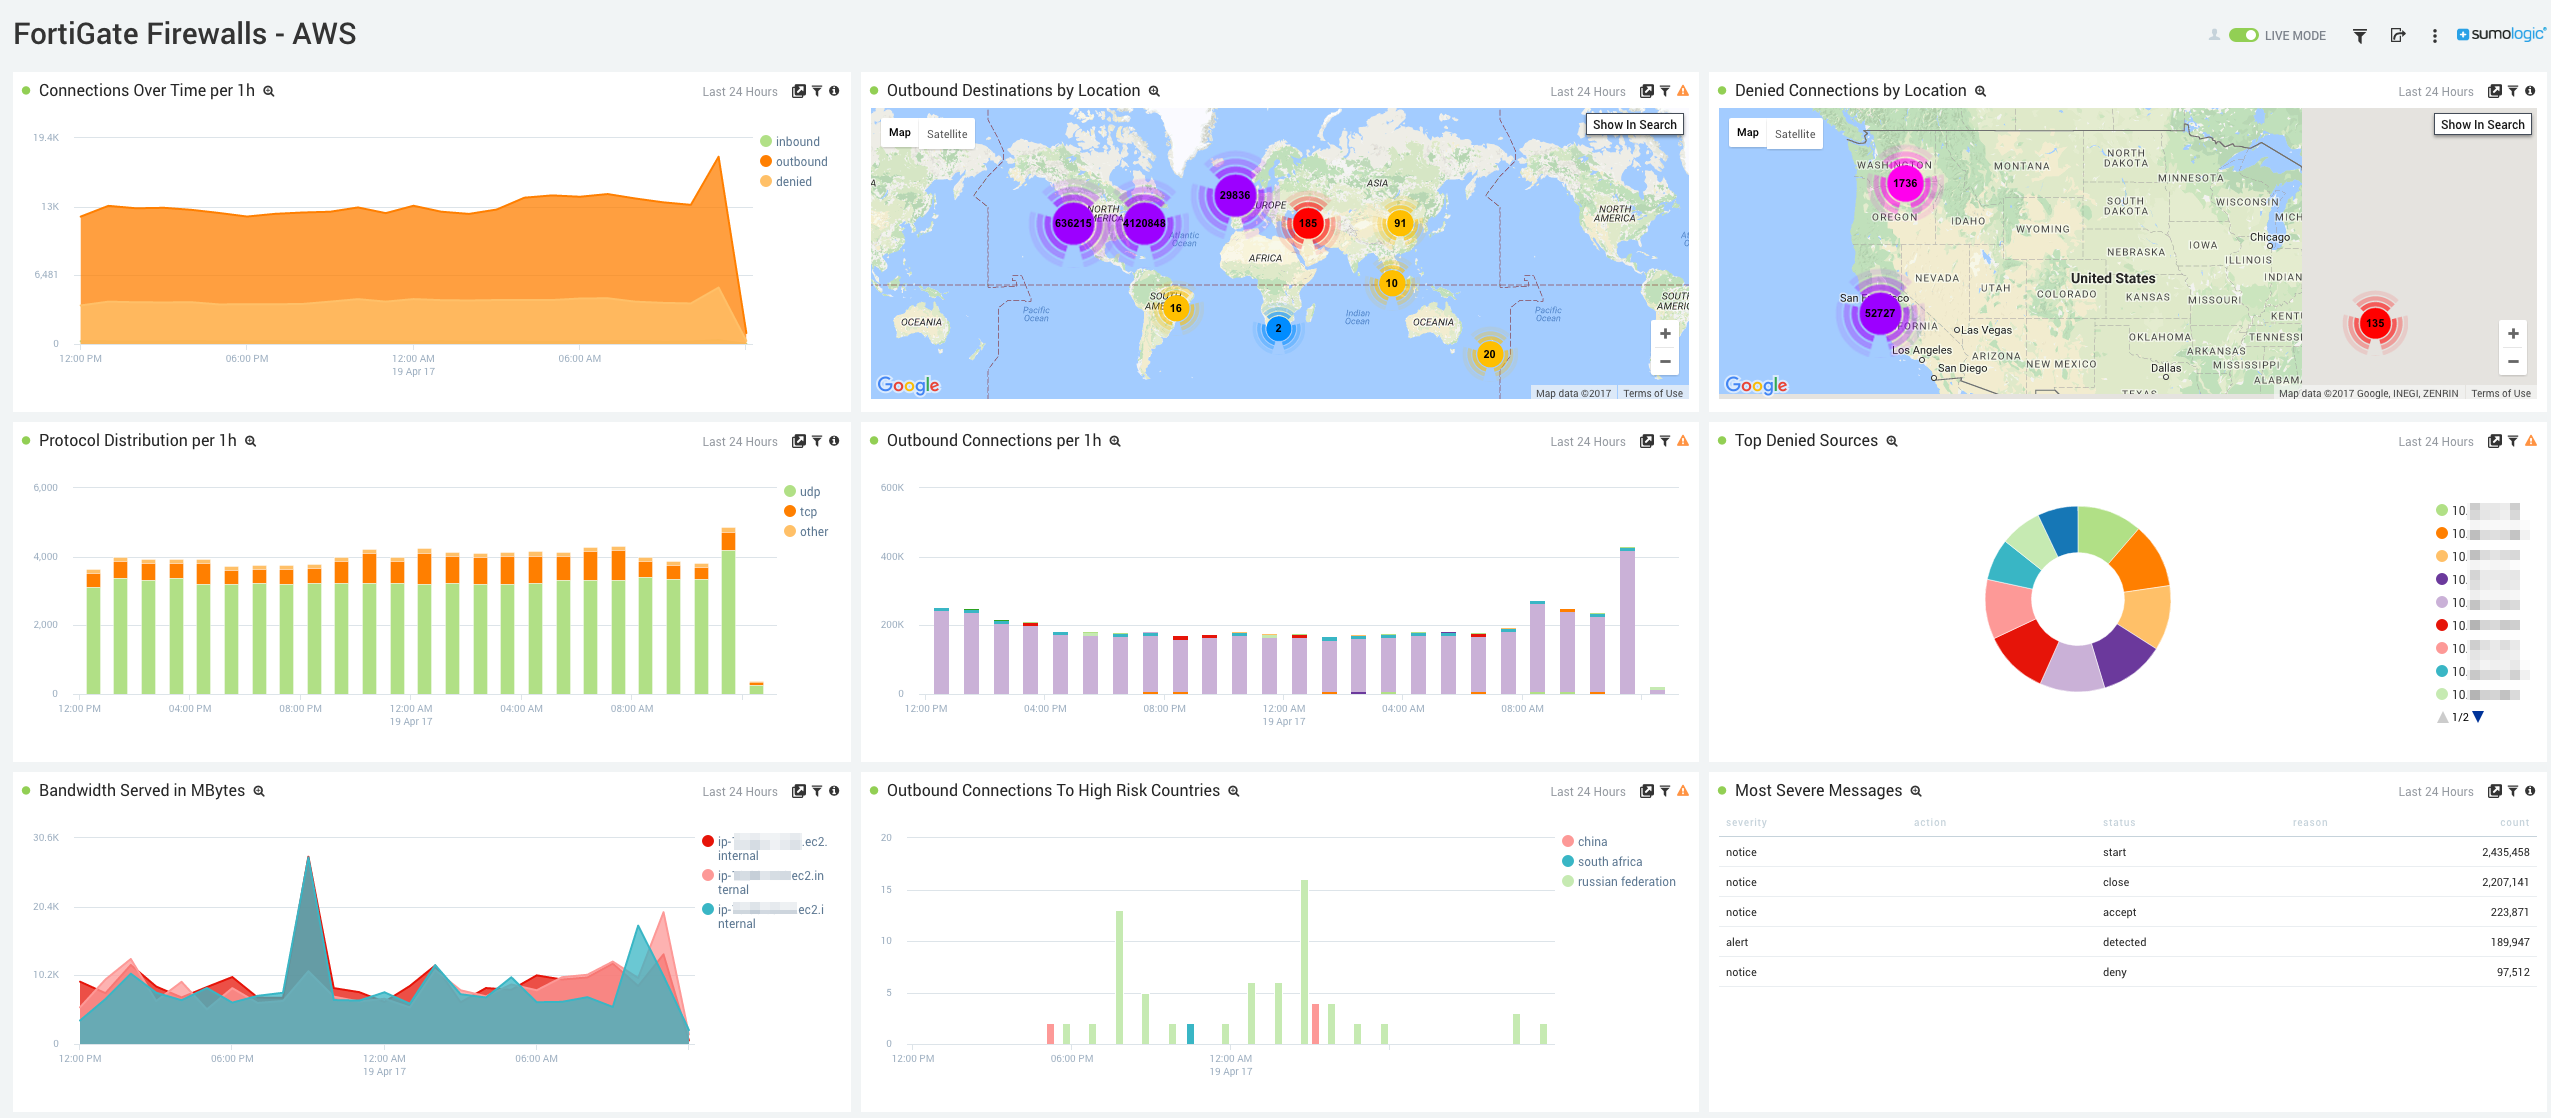 FortiGate Firewalls - AWS
LIVE MODE
sumologic
Connections Over Time per 1h
Last 24 Hours
19.4K
13K
6,481
0
12:00 PM
06:00 PM
12:00 AM
19 Apr 17
06:00 AM
inbound
outbound
denied
Outbound Destinations by Location
Last 24 Hours
Map
Satellite
Show In Search
ASIA
NORTH
AMERICA
EUROPE
AFRICA
Atlantic
Ocean
NORTH
AMERICA
636215
4120848
29836
185
91
10
16
2
20
OCEANIA
Pacific
Ocean
Indian
Ocean
OCEANIA
Pacific
Ocean
Google
Map data ©2017
Terms of Use
Denied Connections by Location
Last 24 Hours
Map
Satellite
Show In Search
WASHINGTON
MONTANA
NORTH
DAKOTA
MINNESOTA
1736
OREGON
IDAHO
SOUTH
DAKOTA
WISCONSIN
MICH
WYOMING
Chicago
NEBRASKA
IOWA
ILLINOIS
NEVADA
United States
INDIAN
UTAH
COLORADO
KANSAS
MISSOURI
52727
Las Vegas
KENT
135
OKLAHOMA
TENNESS
Los Angeles
ARIZONA
NEW MEXICO
ARKANSAS
San Diego
Dallas
MISSISSIPPI
ALABAM
TEXAS
Google
Map data ©2017 Google, INEGI, ZENRIN
Terms of Use
Protocol Distribution per 1h
Last 24 Hours
6,000
4,000
2,000
0
12:00 PM
04:00 PM
08:00 PM
12:00 AM
19 Apr 17
04:00 AM
08:00 AM
udp
tcp
other
Outbound Connections per 1h
Last 24 Hours
600K
400K
200K
0
12:00 PM
04:00 PM
08:00 PM
12:00 AM
19 Apr 17
04:00 AM
08:00 AM
Top Denied Sources
Last 24 Hours
10.
10.
10.
10.
10.
10.
10.
10.
10.
1/2
Bandwidth Served in MBytes
Last 24 Hours
30.6K
20.4K
10.2K
0
12:00 PM
06:00 PM
12:00 AM
19 Apr 17
06:00 AM
ip- .ec2.
internal
ip- ec2.in
ternal
ip- ec2.i
nternal
Outbound Connections To High Risk Countries
Last 24 Hours
20
15
10
5
0
12:00 PM
06:00 PM
12:00 AM
19 Apr 17
china
south africa
russian federation
Most Severe Messages
Last 24 Hours
severity action status reason count
notice start 2,435,458
notice close 2,207,141
notice accept 223,871
alert detected 189,947
notice deny 97,512